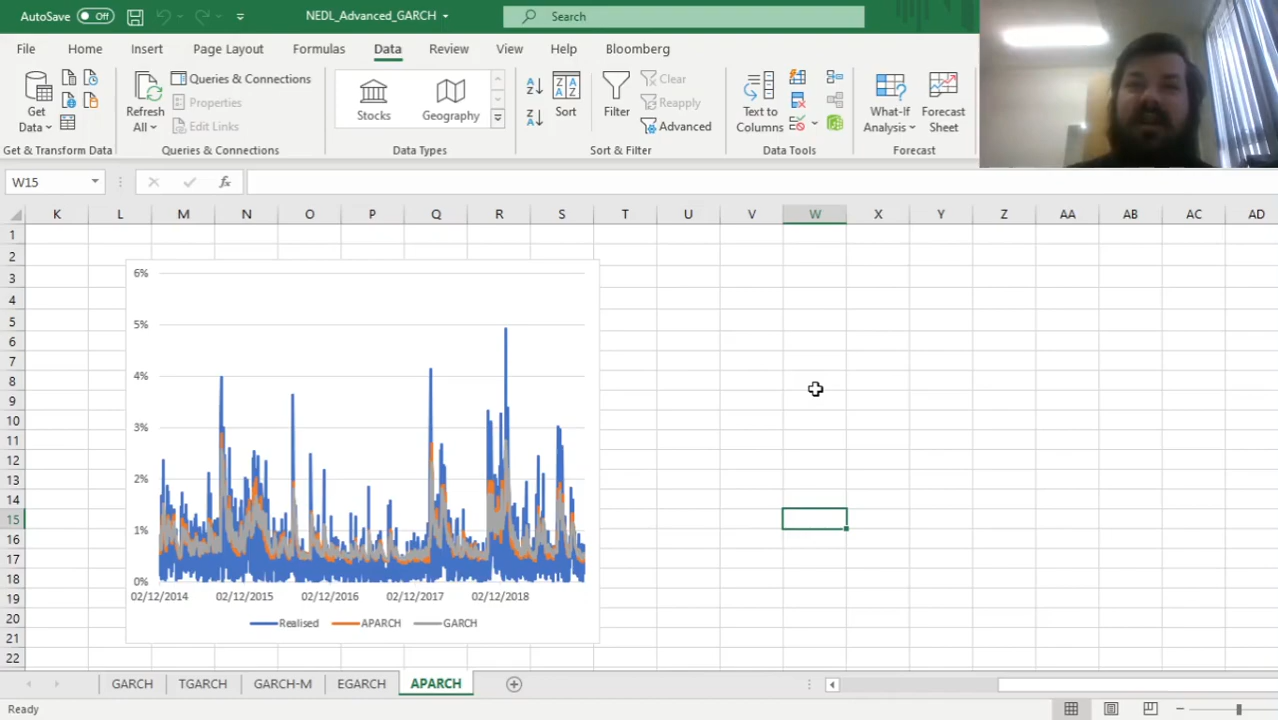 AutoSave Off NEDL_Advanced_GARCH Search
File Home Insert Page Layout Formulas Data Review View Help Bloomberg
Get Data
Refresh All
Queries & Connections
Properties
Edit Links
Stocks Geography
Sort
Filter
Clear
Reapply
Advanced
Text to Columns
What-If Analysis
Forecast Sheet
Get & Transform Data Queries & Connections Data Types Sort & Filter Data Tools Forecast
W15 fx
K L M N O P Q R S T U V W X Y Z AA AB AC AD
1
2
3
4
5
6
7
8
9
10
11
12
13
14
15
16
17
18
19
20
21
22
6%
5%
4%
3%
2%
1%
0%
02/12/2014 02/12/2015 02/12/2016 02/12/2017 02/12/2018
Realised APARCH GARCH
GARCH TGARCH GARCH-M EGARCH APARCH
Ready